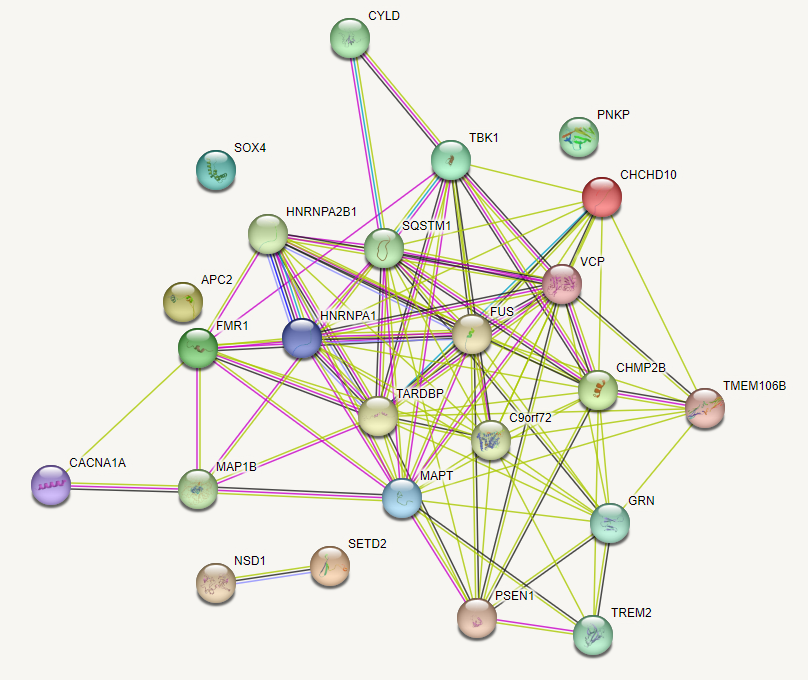 CYLD
PNKP
TBK1
SOX4
CHCHD10
HNRNPA2B1
SQSTM1
VCP
APC2
FUS
HNRNPA1
FMR1
CHMP2B
TMEM106B
TARDBP
C9orf72
CACNA1A
MAP1B
MAPT
GRN
SETD2
NSD1
PSEN1
TREM2